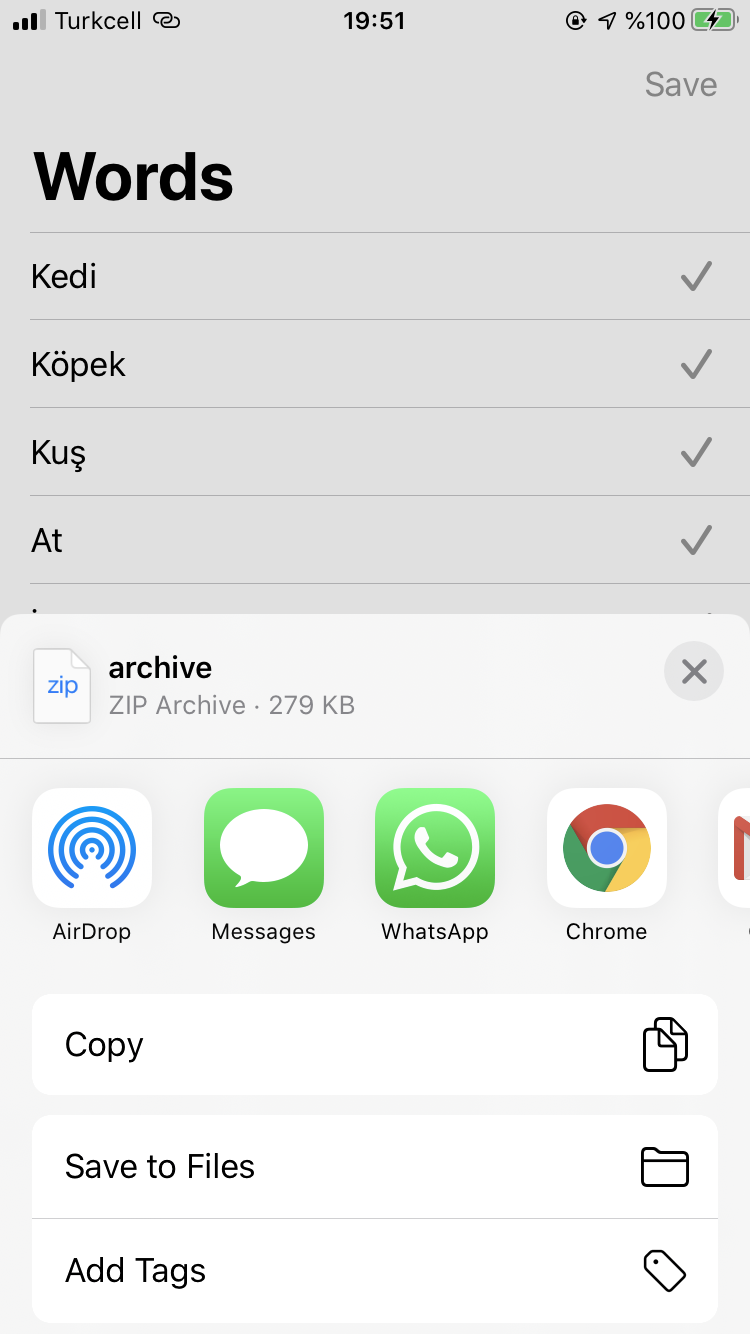 Turkcell 19:51 %100
Save
Words
Kedi
Köpek
Kuş
At
archive
zip
ZIP Archive · 279 KB
AirDrop Messages WhatsApp Chrome
Copy
Save to Files
Add Tags